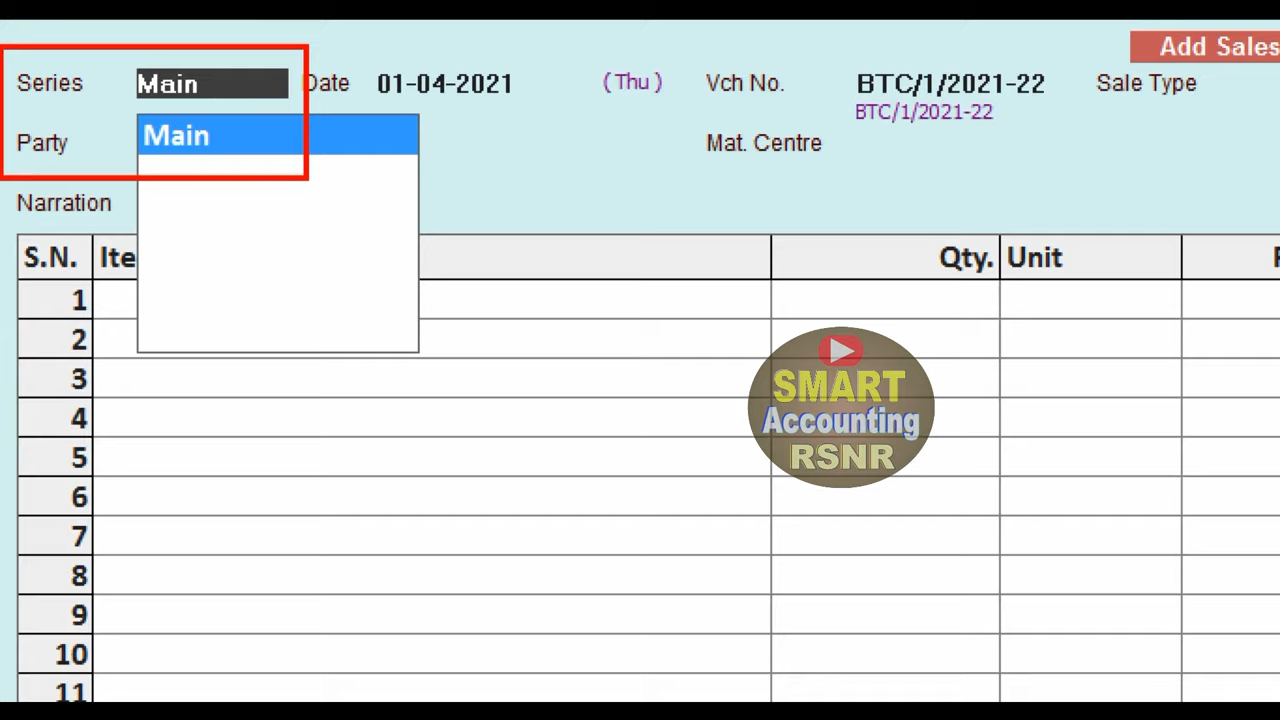 Add Sales
Series Main Date 01-04-2021 (Thu) Vch No. BTC/1/2021-22 Sale Type
BTC/1/2021-22
Main
Party Mat. Centre
Narration
S.N. Ite Qty. Unit
1
2
3
4
5
6
7
8
9
10
11
SMART
Accounting
RSNR